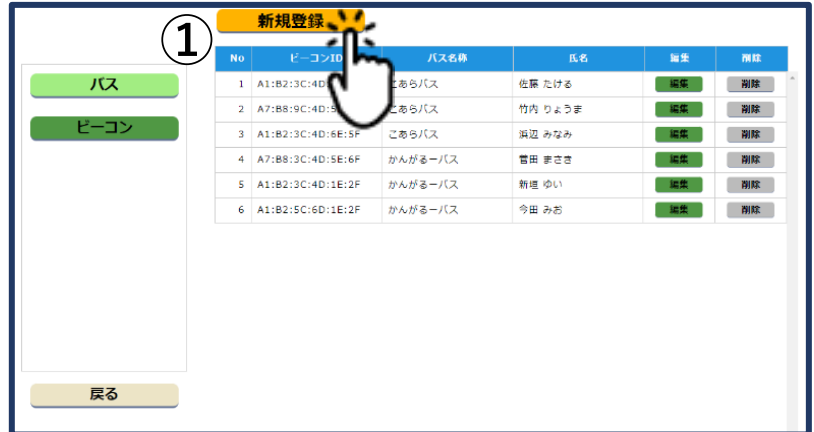 ①
新規登録
バス
ビーコン
戻る
No ビーコンID バス名称 氏名 編集 削除
1 A1:B2:3C:4D こあらバス 佐藤 たける 編集 削除
2 A7:B8:9C:4D:5 こあらバス 竹内 りょうま 編集 削除
3 A1:B2:3C:4D:6E:5F こあらバス 浜辺 みなみ 編集 削除
4 A7:B8:3C:4D:5E:6F かんがるーバス 菅田 まさき 編集 削除
5 A1:B2:3C:4D:1E:2F かんがるーバス 新垣 ゆい 編集 削除
6 A1:B2:5C:6D:1E:2F かんがるーバス 今田 みお 編集 削除